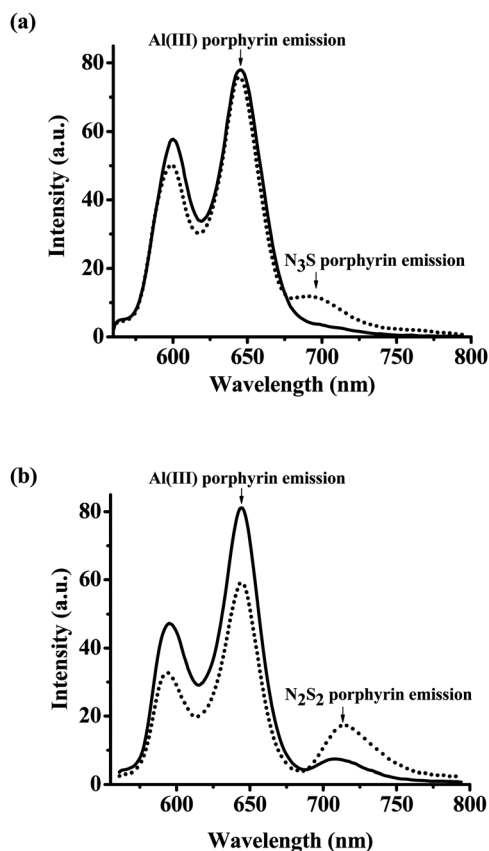 (a)
Al(III) porphyrin emission
80
60
40
20
0
N₃S porphyrin emission
Intensity (a.u.)
600 650 700 750 800
Wavelength (nm)
(b)
Al(III) porphyrin emission
80
60
40
20
0
N₂S₂ porphyrin emission
Intensity (a.u.)
600 650 700 750 800
Wavelength (nm)